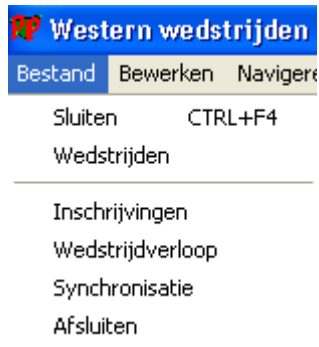 Western wedstrijden
Bestand Bewerken Navigere
Sluiten CTRL+F4
Wedstrijden
Inschrijvingen
Wedstrijdverloop
Synchronisatie
Afsluiten